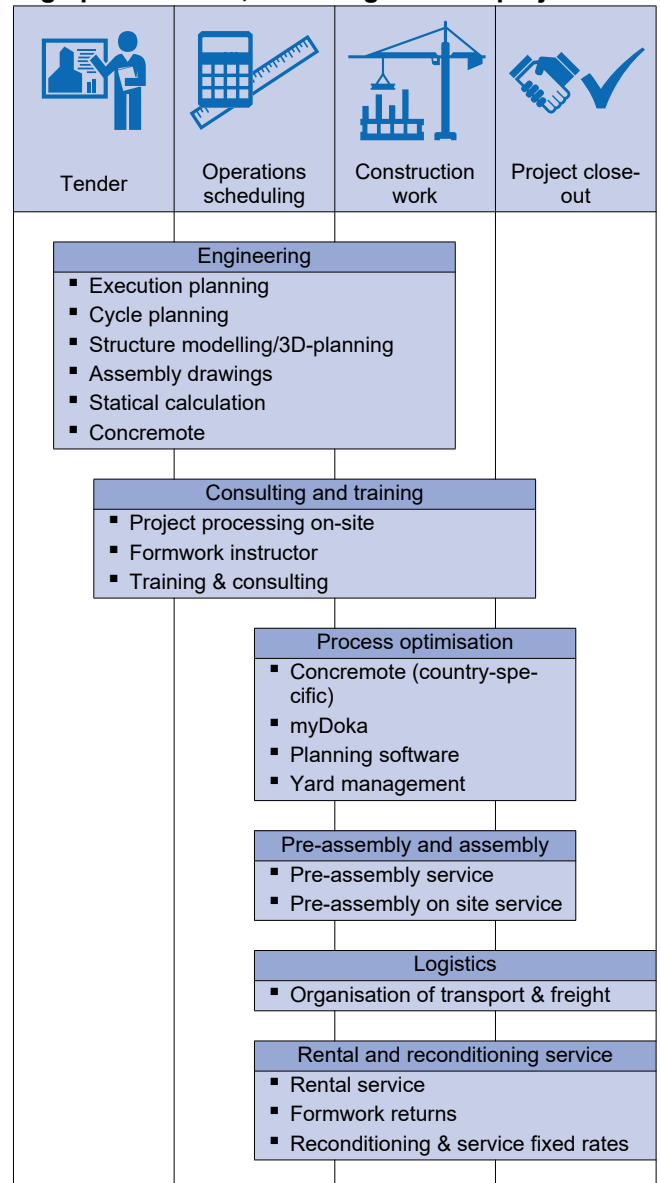 Tender
Operations
scheduling
Construction
work
Project close-
out
Engineering
▪ Execution planning
▪ Cycle planning
▪ Structure modelling/3D-planning
▪ Assembly drawings
▪ Statical calculation
▪ Concremote
Consulting and training
▪ Project processing on-site
▪ Formwork instructor
▪ Training & consulting
Process optimisation
▪ Concremote (country-spe-
cific)
▪ myDoka
▪ Planning software
▪ Yard management
Pre-assembly and assembly
▪ Pre-assembly service
▪ Pre-assembly on site service
Logistics
▪ Organisation of transport & freight
Rental and reconditioning service
▪ Rental service
▪ Formwork returns
▪ Reconditioning & service fixed rates